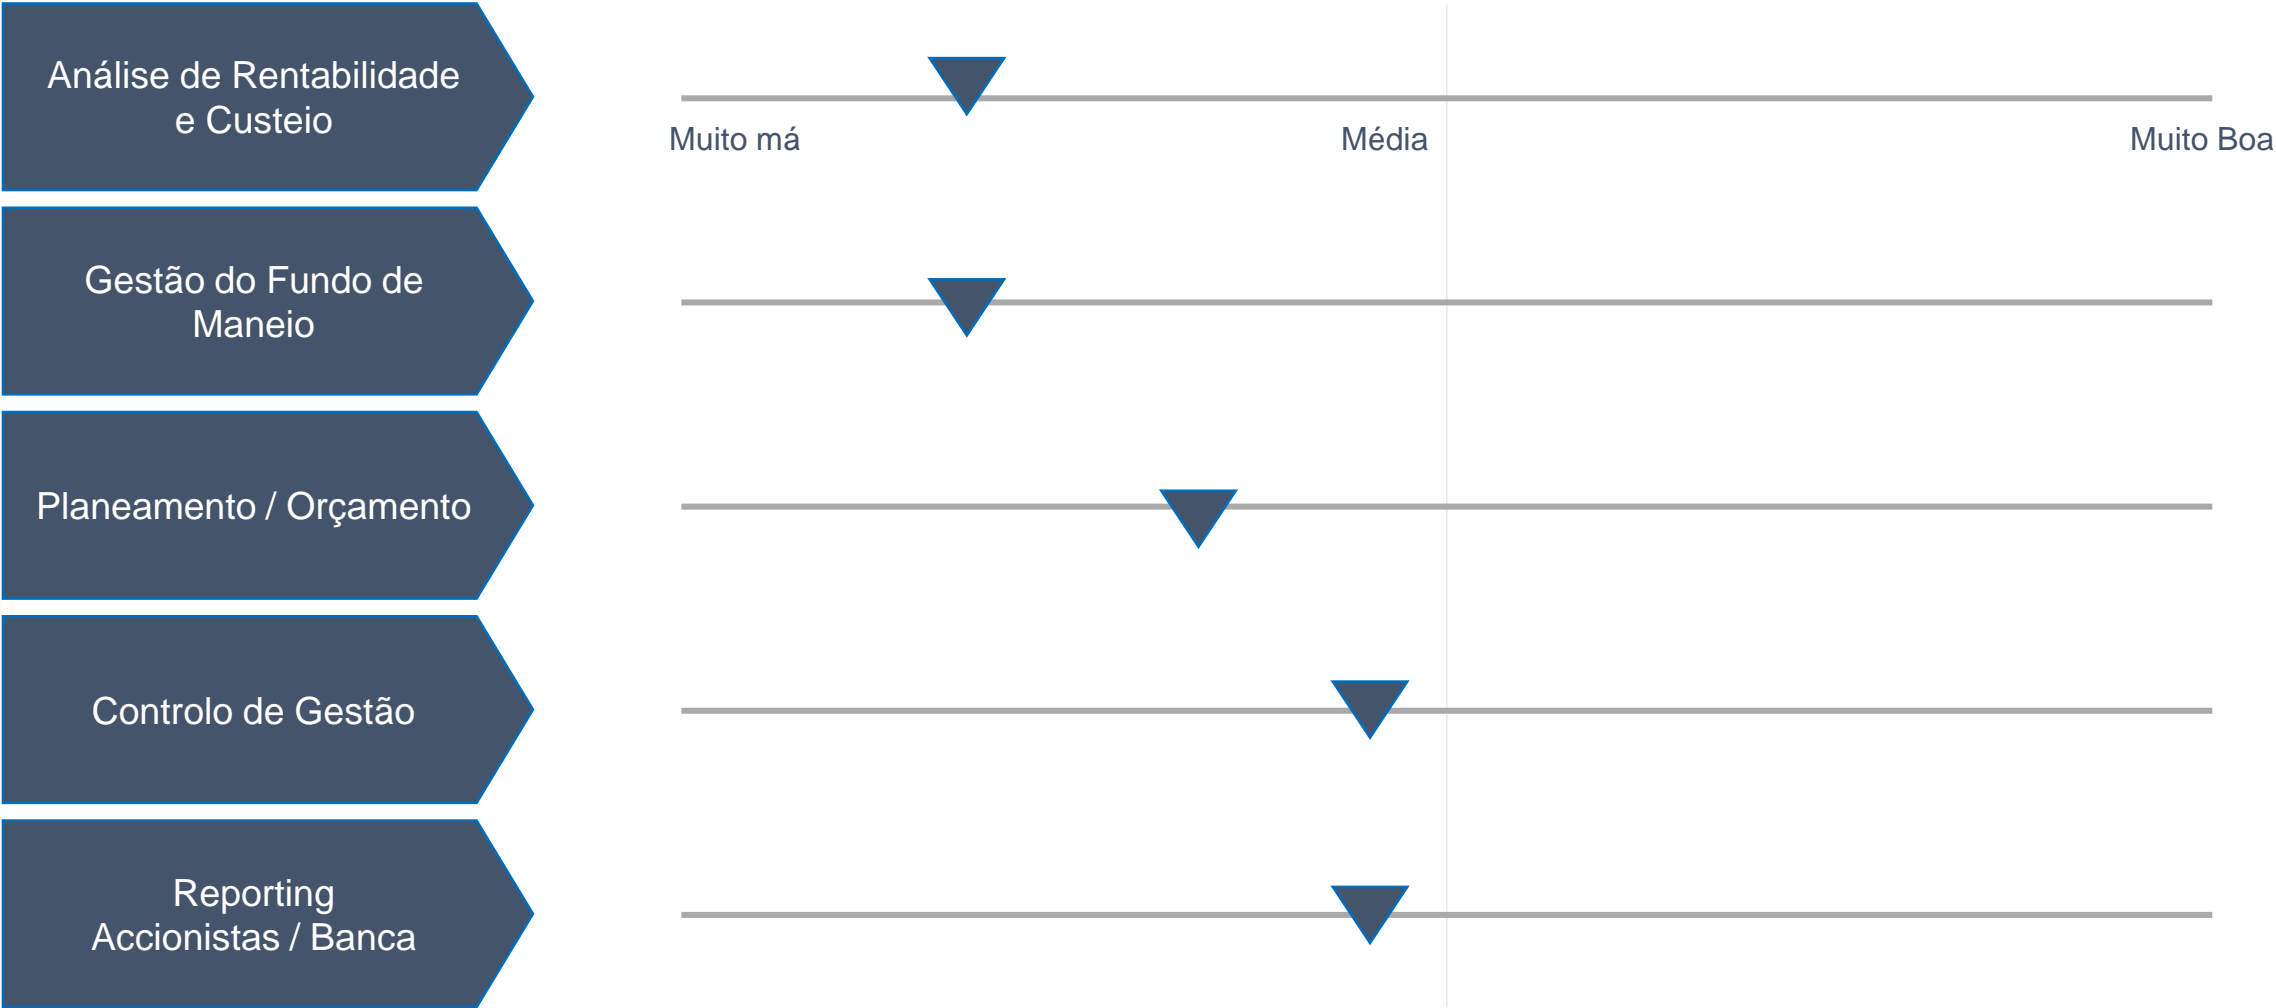 Análise de Rentabilidade
e Custeio
Muito má
Média
Muito Boa
Gestão do Fundo de
Maneio
Planeamento / Orçamento
Controlo de Gestão
Reporting
Accionistas / Banca